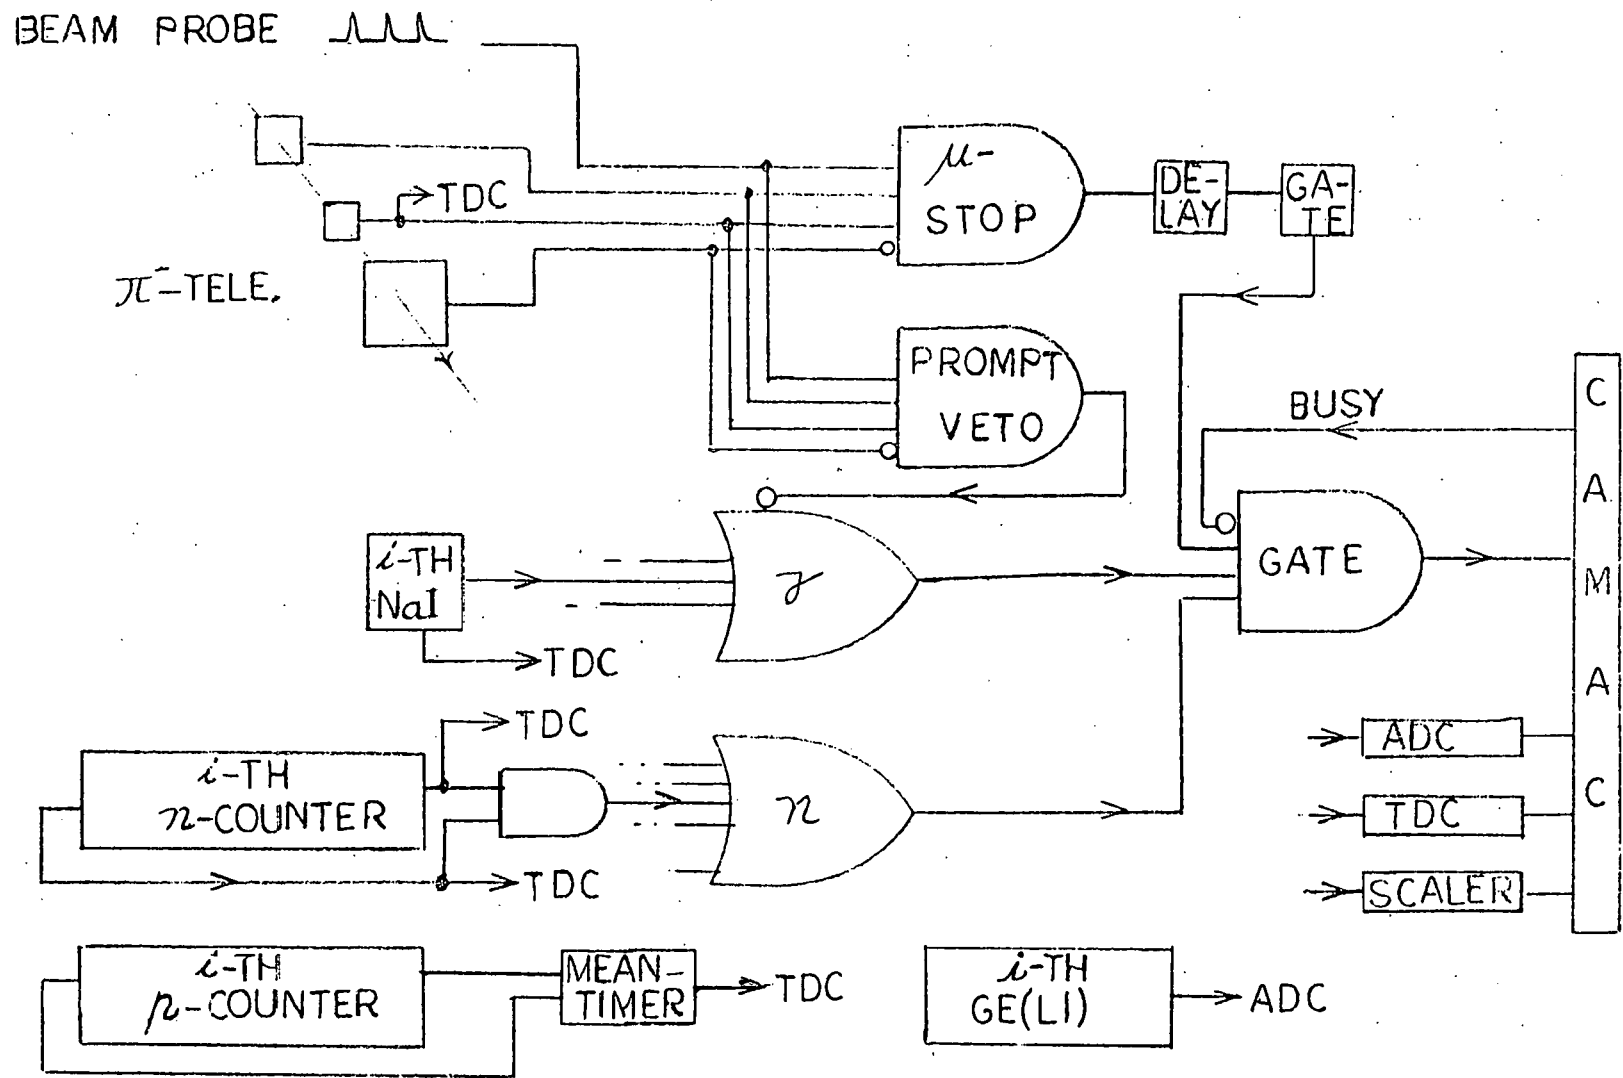 BEAM PROBE
TDC
π⁻-TELE.
μ-
STOP
DE-
LAY
GA-
TE
PROMPT
VETO
BUSY
C
A
M
A
C
i-TH
NaI
TDC
γ
GATE
TDC
i-TH
n-COUNTER
n
TDC
ADC
TDC
SCALER
i-TH
p-COUNTER
MEAN-
TIMER
TDC
i-TH
GE(LI)
ADC